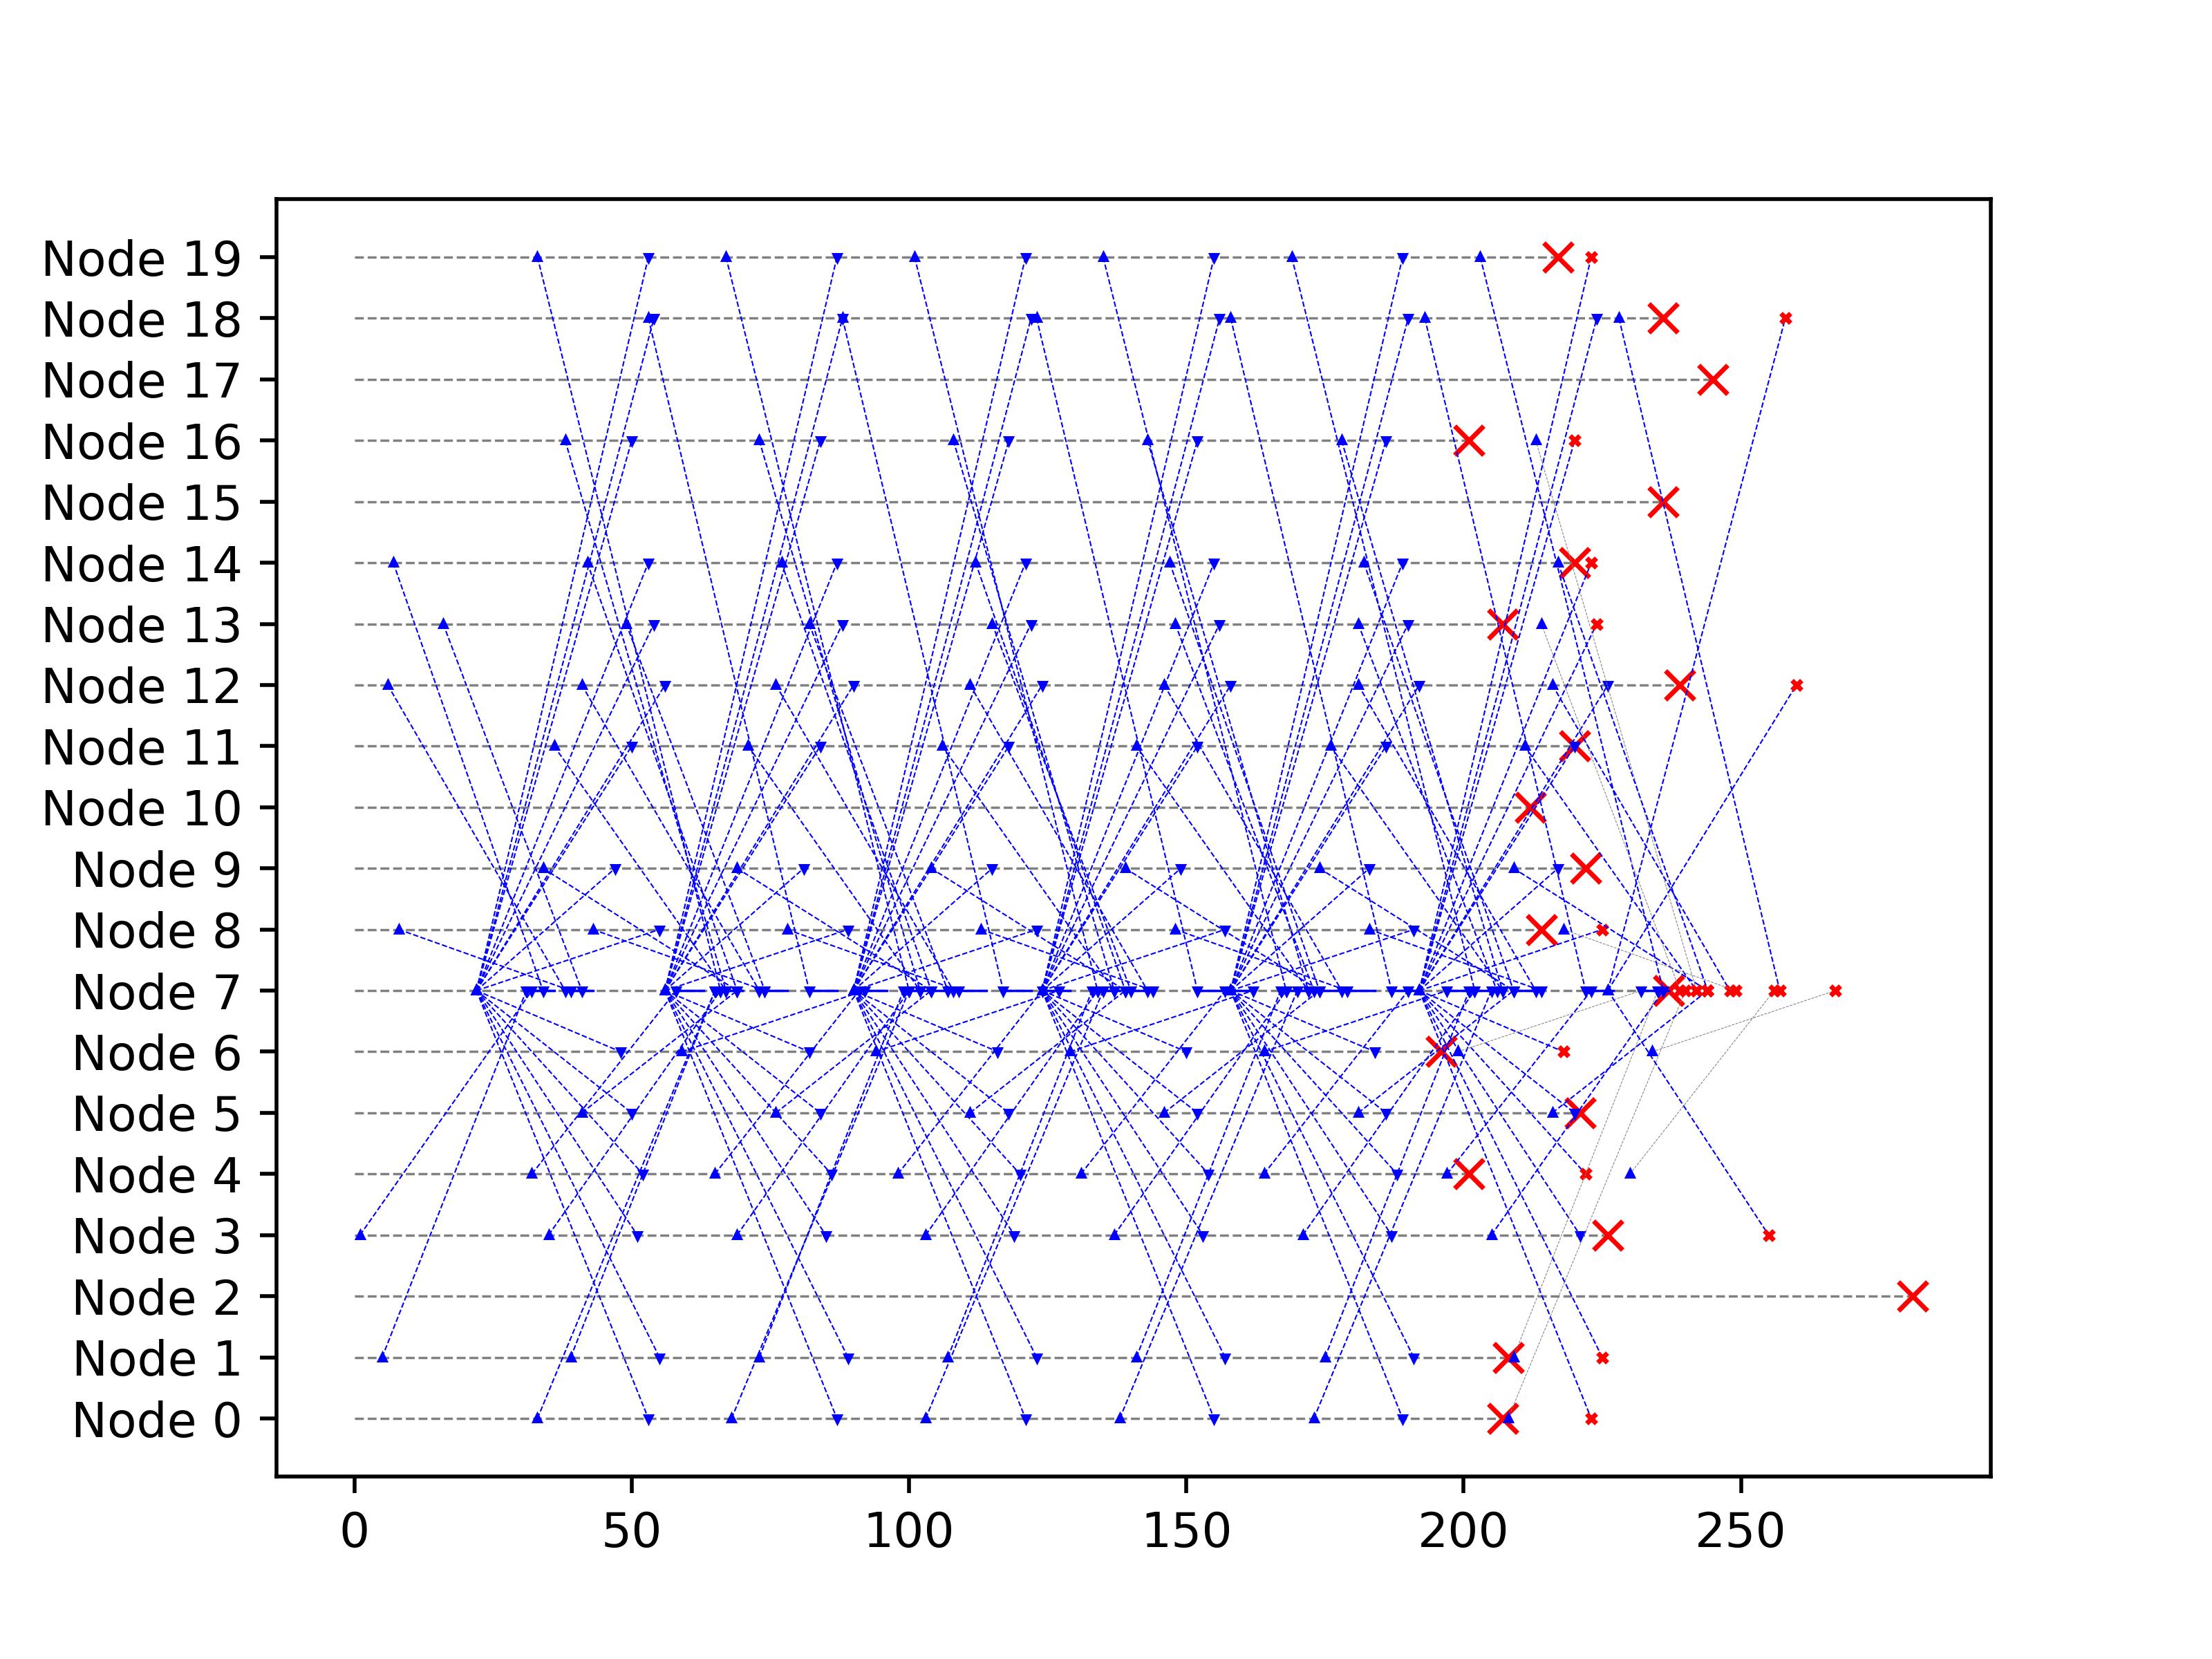 Node 19
Node 18
Node 17
Node 16
Node 15
Node 14
Node 13
Node 12
Node 11
Node 10
Node 9
Node 8
Node 7
Node 6
Node 5
Node 4
Node 3
Node 2
Node 1
Node 0
0 50 100 150 200 250